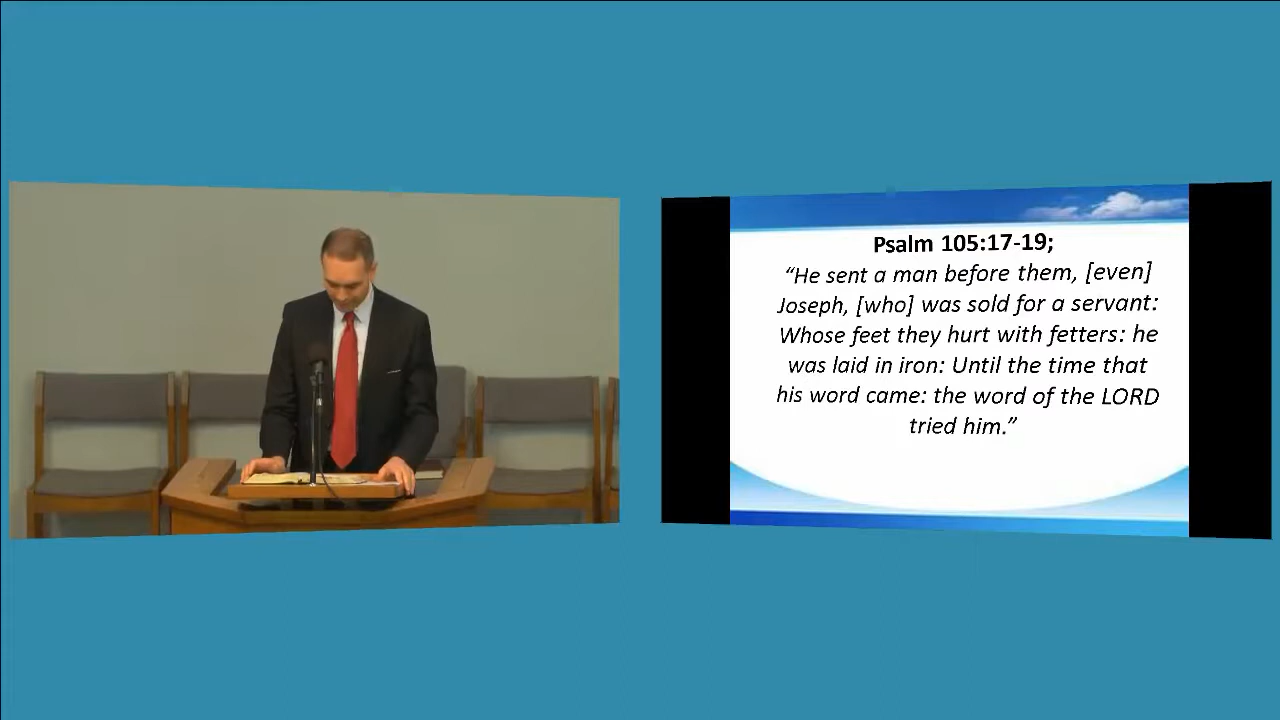 Psalm 105:17-19;
“He sent a man before them, [even]
Joseph, [who] was sold for a servant:
Whose feet they hurt with fetters: he
was laid in iron: Until the time that
his word came: the word of the LORD
tried him.”